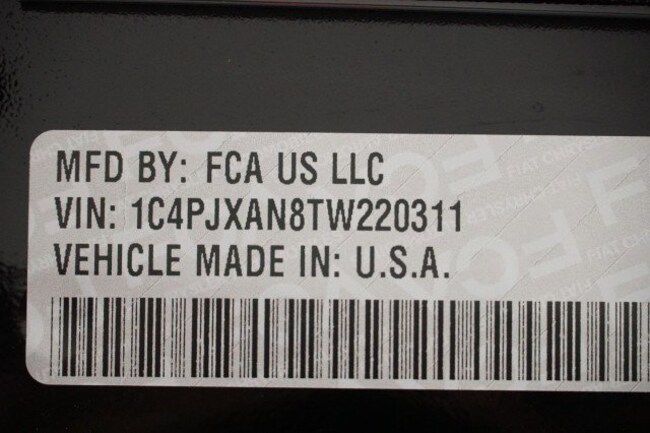 MFD BY: FCA US LLC
VIN: 1C4PJXAN8TW220311
VEHICLE MADE IN: U.S.A.